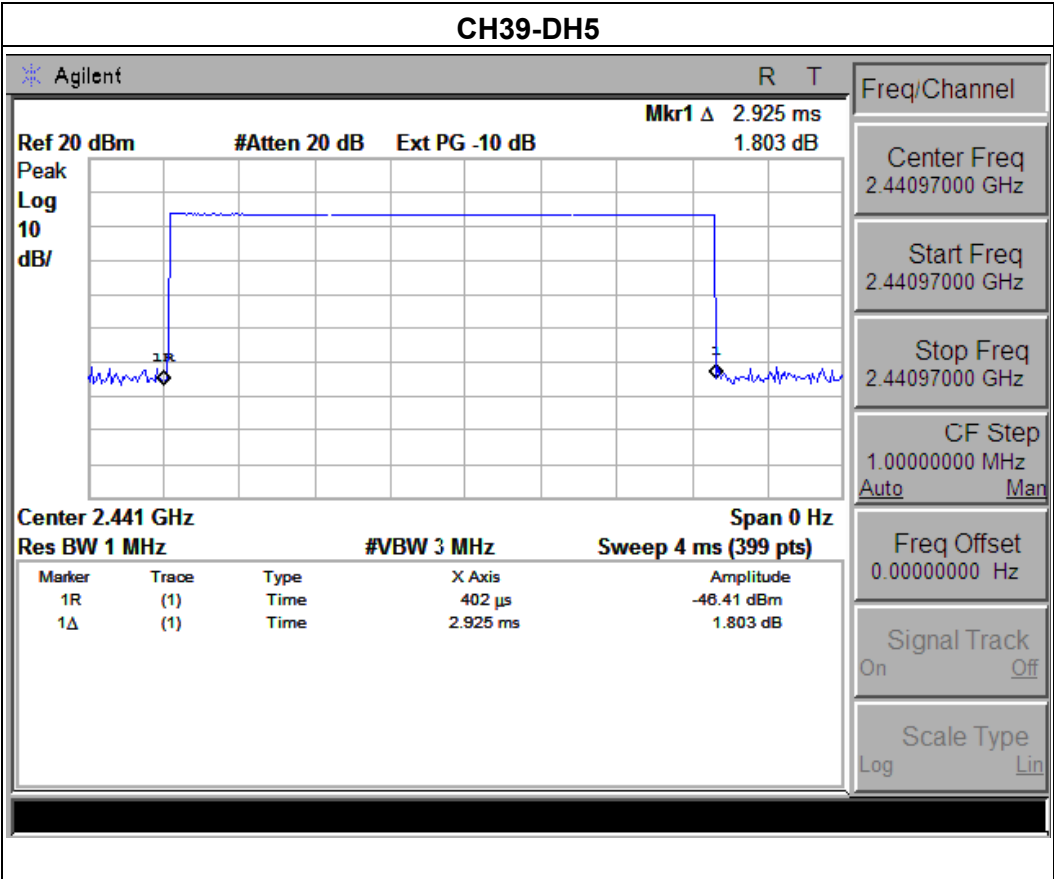 CH39-DH5
Agilent R T
Mkr1 Δ 2.925 ms
Ref 20 dBm #Atten 20 dB Ext PG -10 dB 1.803 dB
Peak
Log
10
dB/
1R
1
Center 2.441 GHz Span 0 Hz
Res BW 1 MHz #VBW 3 MHz Sweep 4 ms (399 pts)
Marker Trace Type X Axis Amplitude
1R (1) Time 402 µs -46.41 dBm
1Δ (1) Time 2.925 ms 1.803 dB
Freq/Channel
Center Freq
2.44097000 GHz
Start Freq
2.44097000 GHz
Stop Freq
2.44097000 GHz
CF Step
1.00000000 MHz
Auto Man
Freq Offset
0.00000000 Hz
Signal Track
On Off
Scale Type
Log Lin